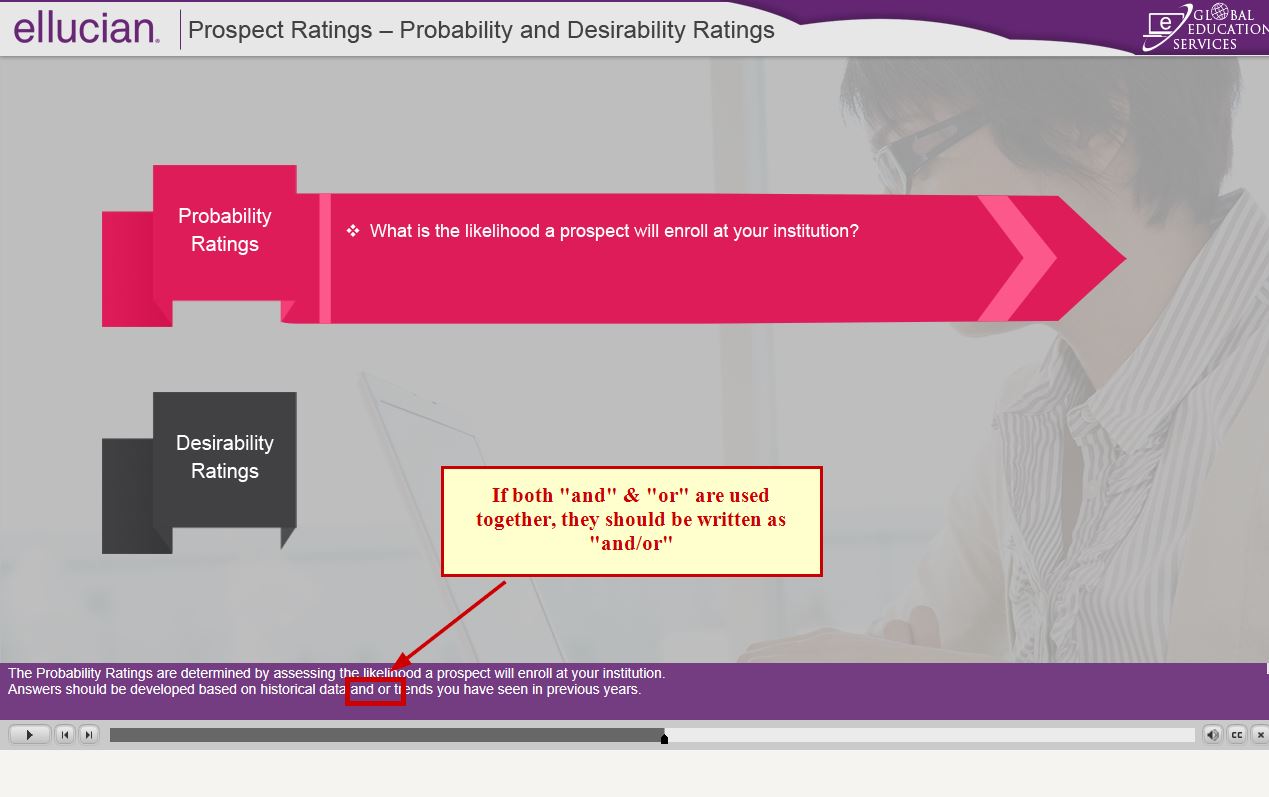 ellucian.
Prospect Ratings – Probability and Desirability Ratings
e
GLOBAL
EDUCATION
SERVICES
Probability
Ratings
❖ What is the likelihood a prospect will enroll at your institution?
Desirability
Ratings
If both "and" & "or" are used
together, they should be written as
"and/or"
The Probability Ratings are determined by assessing the likelihood a prospect will enroll at your institution.
Answers should be developed based on historical data and or trends you have seen in previous years.
CC